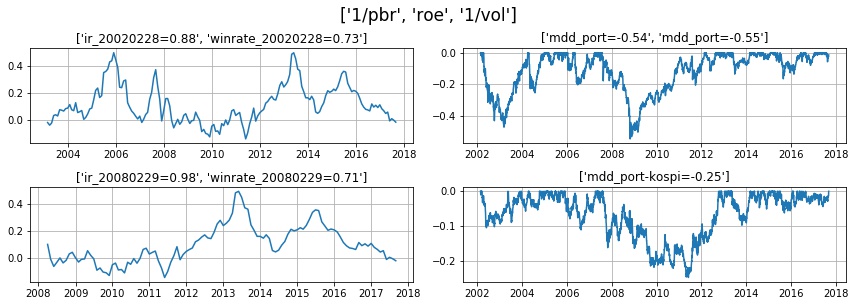 ['1/pbr', 'roe', '1/vol']
['ir_20020228=0.88', 'winrate_20020228=0.73']
0.4
0.2
0.0
2004 2006 2008 2010 2012 2014 2016 2018
['mdd_port=-0.54', 'mdd_port=-0.55']
0.0
−0.2
−0.4
2002 2004 2006 2008 2010 2012 2014 2016 2018
['ir_20080229=0.98', 'winrate_20080229=0.71']
0.4
0.2
0.0
2008 2009 2010 2011 2012 2013 2014 2015 2016 2017 2018
['mdd_port-kospi=-0.25']
0.0
−0.1
−0.2
2002 2004 2006 2008 2010 2012 2014 2016 2018